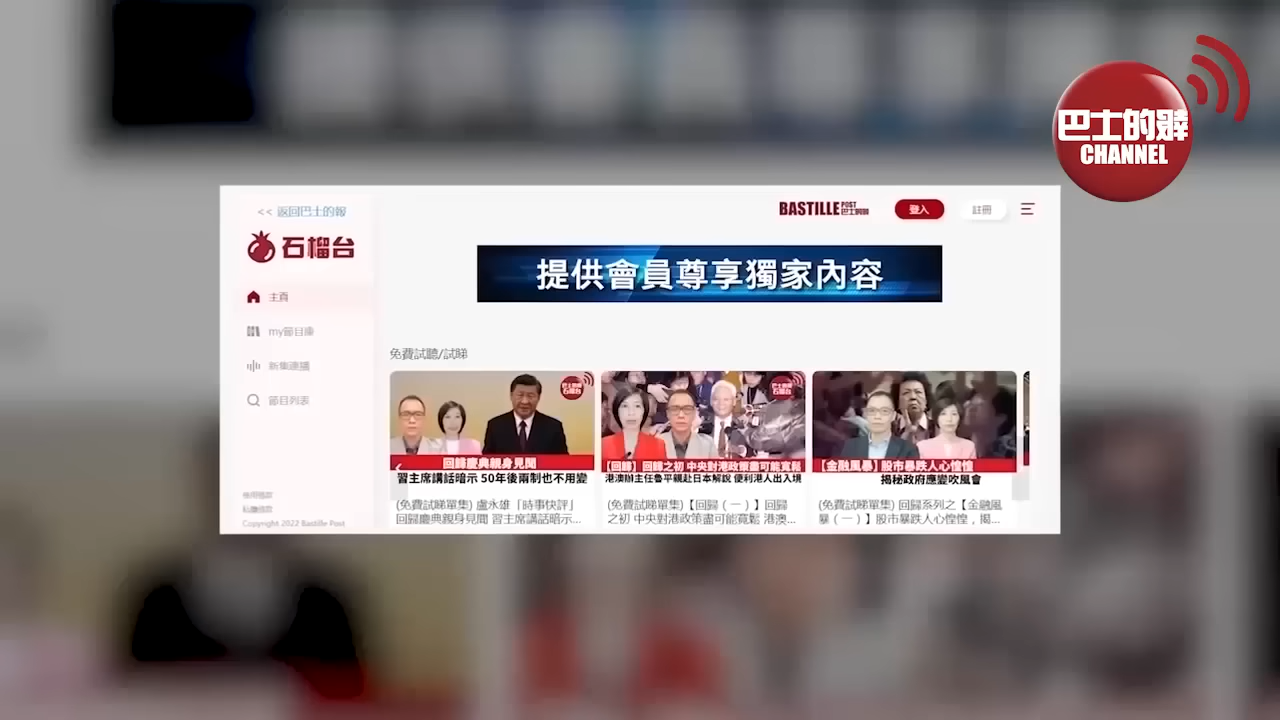 巴士的報
CHANNEL
<< 返回巴士的報
BASTILLE POST
巴士的報
登入
註冊
石榴台
提供會員尊享獨家內容
主頁
my節目庫
新集連播
節目列表
免費試聽/試睇
回歸慶典親身見聞
習主席講話暗示 50年後兩制也不用變
(免費試睇單集) 盧永雄「時事快評」
回歸慶典親身見聞 習主席講話暗示...
【回歸】回歸之初 中央對港政策盡可能寬鬆
港澳辦主任魯平親赴日本解說 便利港人出入境
(免費試睇單集)【回歸（一）】回歸
之初 中央對港政策盡可能寬鬆 港澳...
【金融風暴】股市暴跌人心惶惶
揭秘政府應變吹風會
(免費試睇單集) 回歸系列之【金融風
暴（一）】股市暴跌人心惶惶，揭...
使用條款
私隱條款
Copyright 2022 Bastille Post